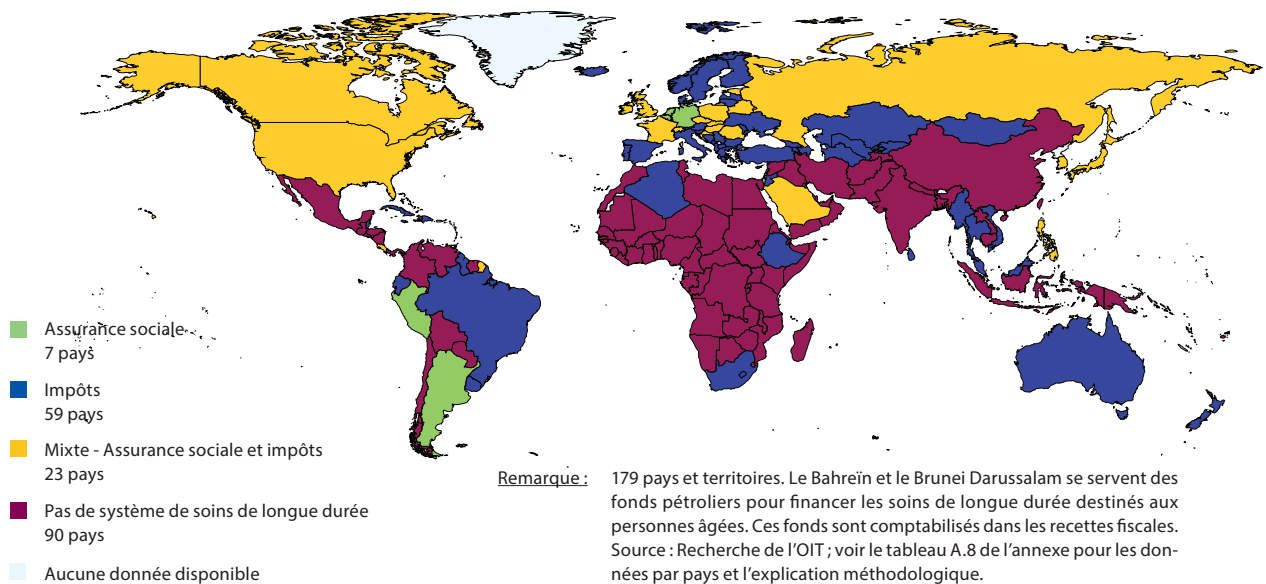 Assurance sociale
7 pays
Impôts
59 pays
Mixte - Assurance sociale et impôts
23 pays
Pas de système de soins de longue durée
90 pays
Aucune donnée disponible
Remarque : 179 pays et territoires. Le Bahreïn et le Brunei Darussalam se servent des
fonds pétroliers pour financer les soins de longue durée destinés aux
personnes âgées. Ces fonds sont comptabilisés dans les recettes fiscales.
Source : Recherche de l’OIT ; voir le tableau A.8 de l’annexe pour les don-
nées par pays et l’explication méthodologique.